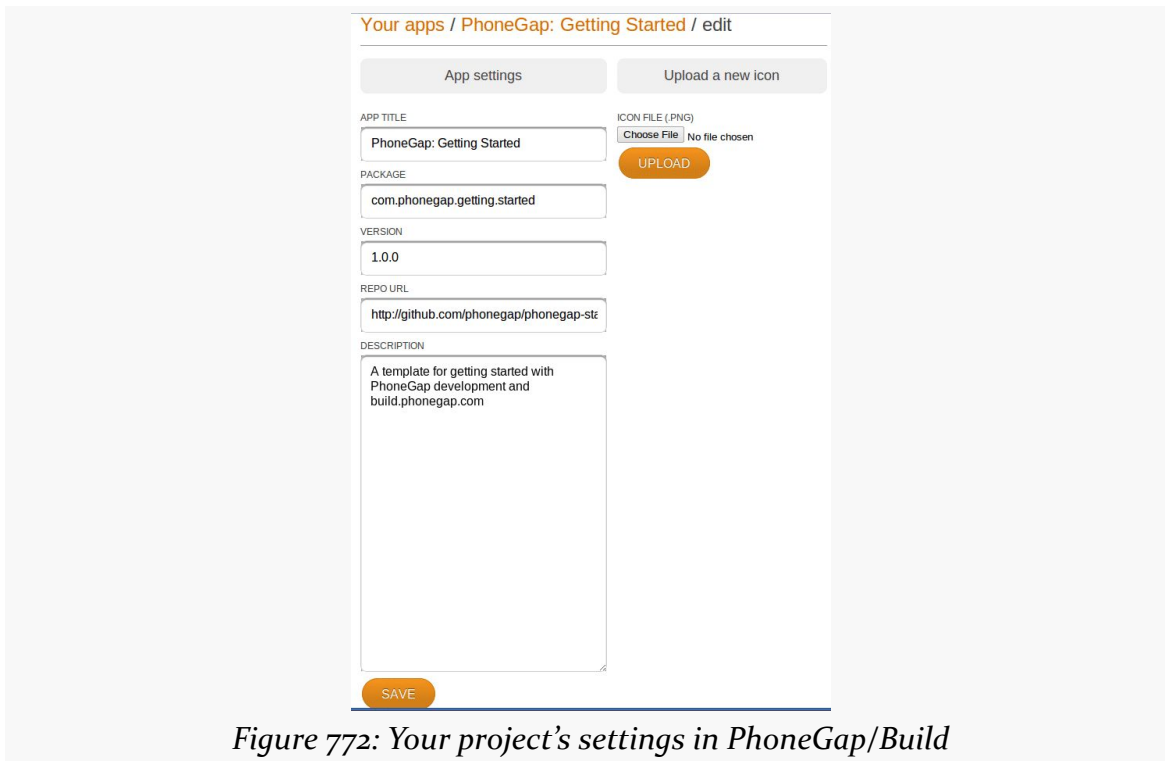 Your apps / PhoneGap: Getting Started / edit
App settings
Upload a new icon
APP TITLE
PhoneGap: Getting Started
PACKAGE
com.phonegap.getting.started
VERSION
1.0.0
REPO URL
http://github.com/phonegap/phonegap-sta
DESCRIPTION
A template for getting started with
PhoneGap development and
build.phonegap.com
SAVE
ICON FILE (.PNG)
Choose File No file chosen
UPLOAD
Figure 772: Your project's settings in PhoneGap/Build